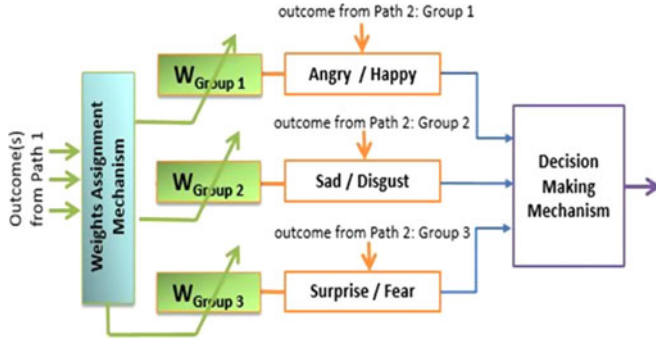 outcome from Path 2: Group 1
W Group 1
Angry / Happy
outcome from Path 2: Group 2
Outcome(s)
from Path 1
Weights Assignment
Mechanism
W Group 2
Sad / Disgust
Decision
Making
Mechanism
outcome from Path 2: Group 3
W Group 3
Surprise / Fear